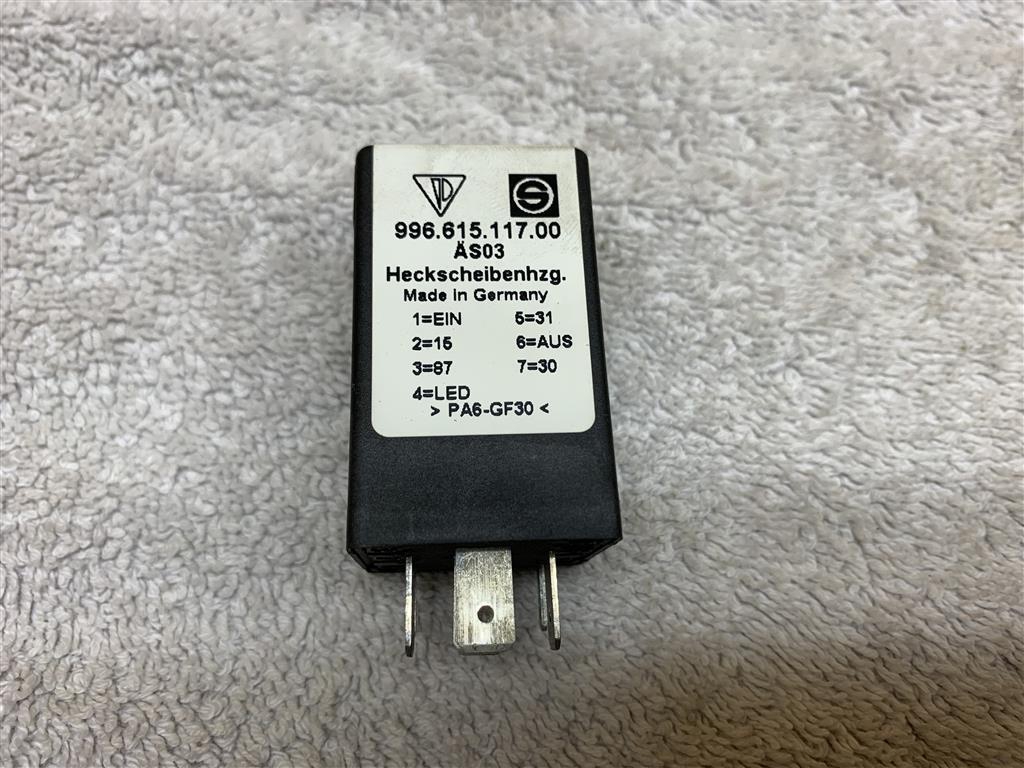 996.615.117.00
ÄS03
Heckscheibenhzg.
Made in Germany
1=EIN 5=31
2=15 6=AUS
3=87 7=30
4=LED
> PA6-GF30 <